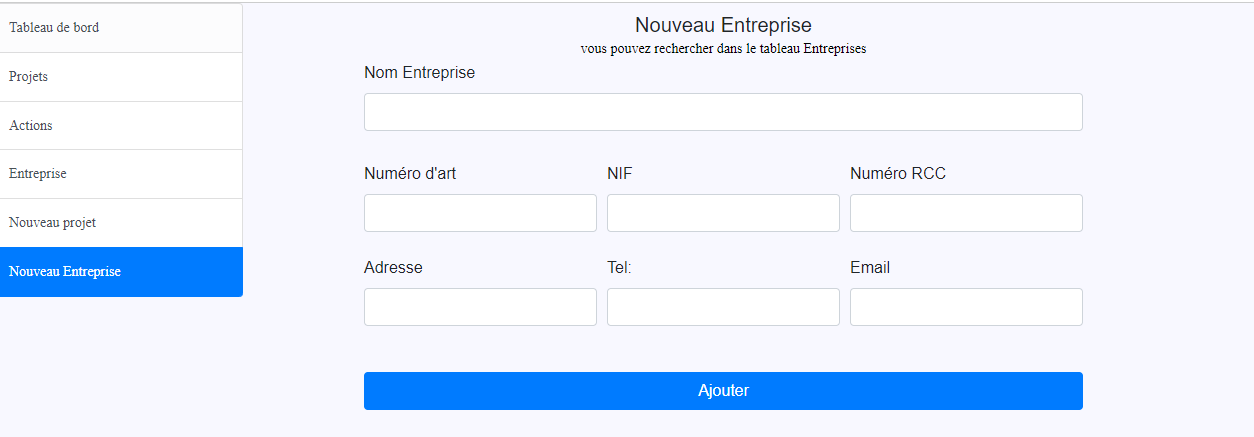 Tableau de bord
Projets
Actions
Entreprise
Nouveau projet
Nouveau Entreprise
Nouveau Entreprise
vous pouvez rechercher dans le tableau Entreprises
Nom Entreprise
Numéro d'art NIF Numéro RCC
Adresse Tel: Email
Ajouter